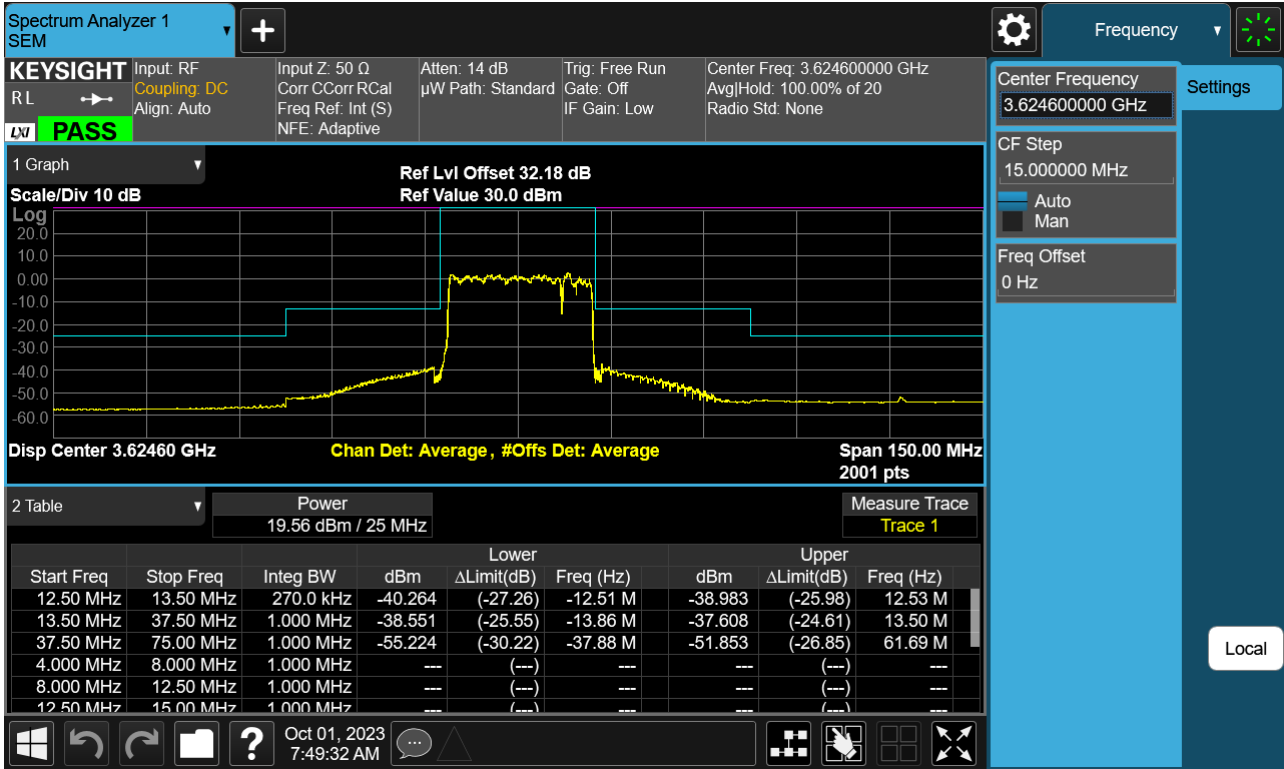 Spectrum Analyzer 1
SEM
Frequency
KEYSIGHT
R L
LXI
PASS
Input: RF
Coupling: DC
Align: Auto
Input Z: 50 Ω
Corr CCorr RCal
Freq Ref: Int (S)
NFE: Adaptive
Atten: 14 dB
µW Path: Standard
Trig: Free Run
Gate: Off
IF Gain: Low
Center Freq: 3.624600000 GHz
Avg|Hold: 100.00% of 20
Radio Std: None
Center Frequency
3.624600000 GHz
Settings
CF Step
15.000000 MHz
Auto
Man
Freq Offset
0 Hz
1 Graph
Ref Lvl Offset 32.18 dB
Scale/Div 10 dB Ref Value 30.0 dBm
Log
20.0
10.0
0.00
-10.0
-20.0
-30.0
-40.0
-50.0
-60.0
Disp Center 3.62460 GHz Chan Det: Average, #Offs Det: Average Span 150.00 MHz
2001 pts
2 Table
Power
19.56 dBm / 25 MHz
Measure Trace
Trace 1
Lower Upper
Start Freq Stop Freq Integ BW dBm ΔLimit(dB) Freq (Hz) dBm ΔLimit(dB) Freq (Hz)
12.50 MHz 13.50 MHz 270.0 kHz -40.264 (-27.26) -12.51 M -38.983 (-25.98) 12.53 M
13.50 MHz 37.50 MHz 1.000 MHz -38.551 (-25.55) -13.86 M -37.608 (-24.61) 13.50 M
37.50 MHz 75.00 MHz 1.000 MHz -55.224 (-30.22) -37.88 M -51.853 (-26.85) 61.69 M
4.000 MHz 8.000 MHz 1.000 MHz --- (---) --- --- (---) ---
8.000 MHz 12.50 MHz 1.000 MHz --- (---) --- --- (---) ---
12.50 MHz 15.00 MHz 1.000 MHz --- (---) --- --- (---) ---
Local
?
Oct 01, 2023
7:49:32 AM